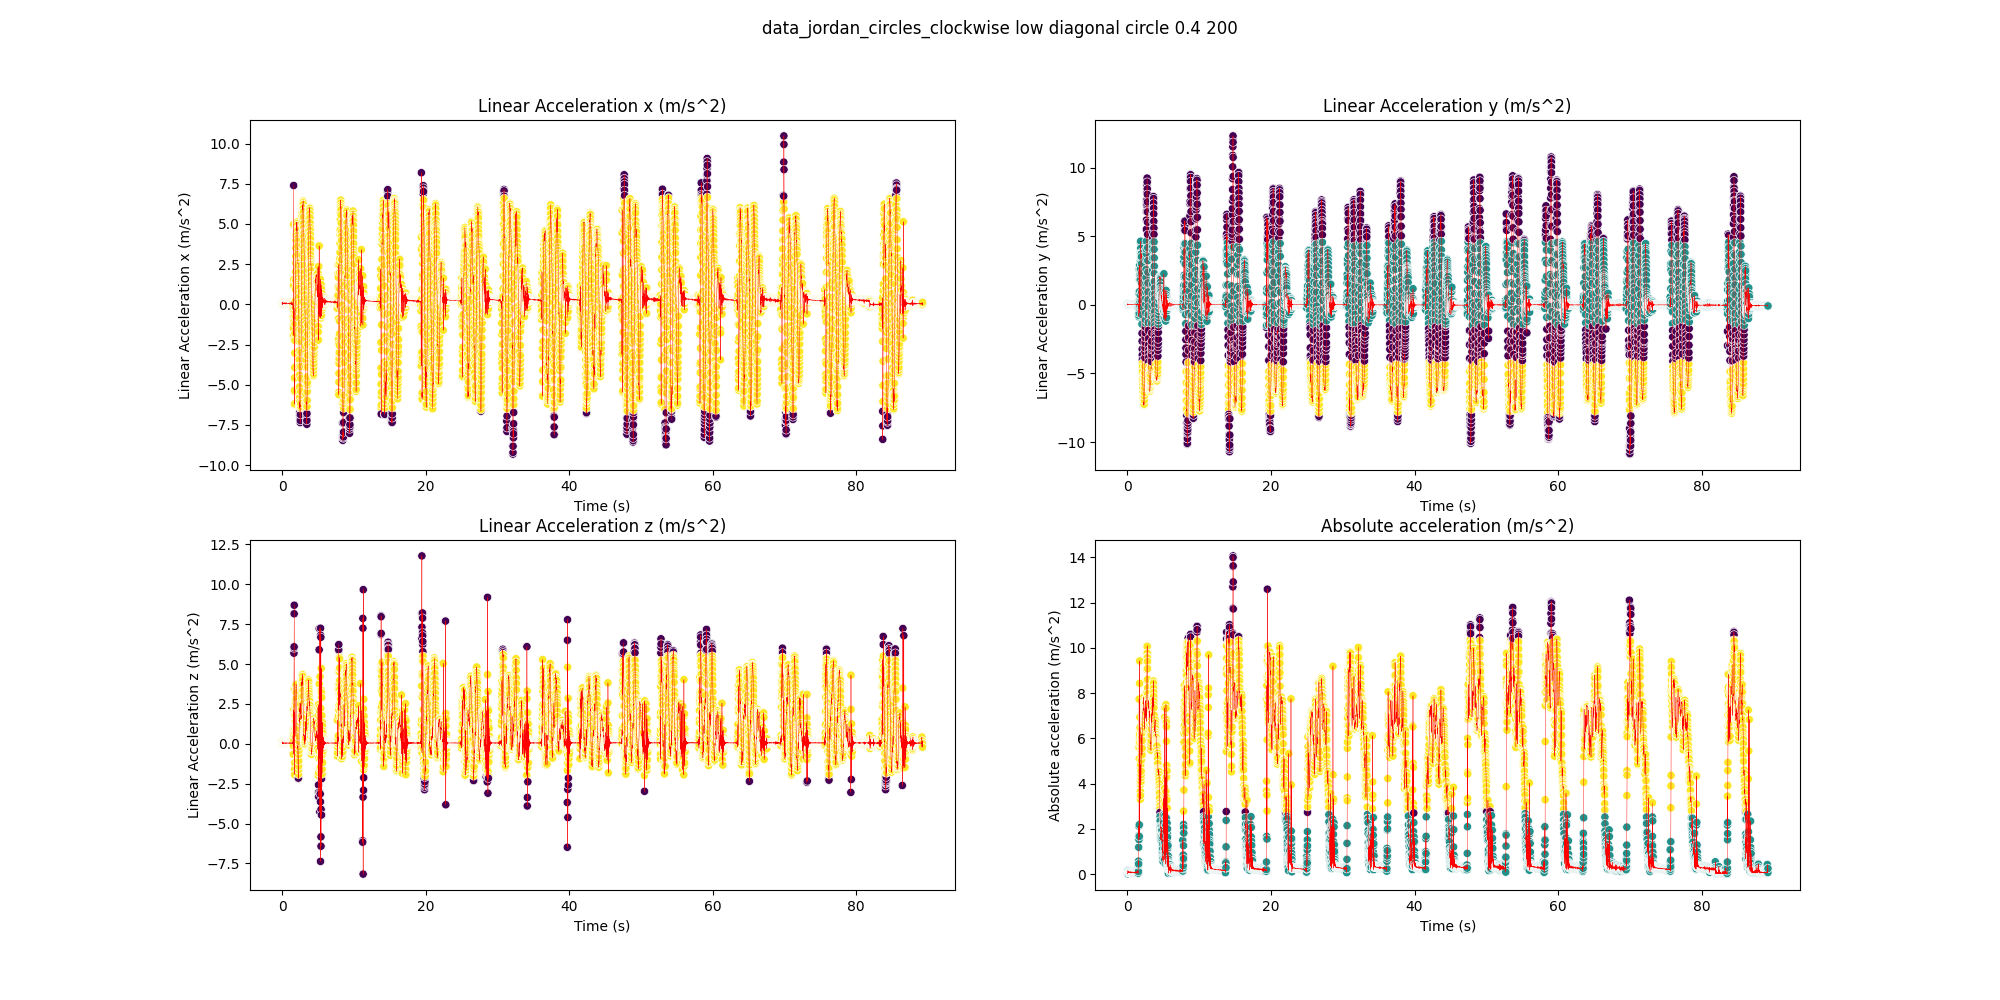 data_jordan_circles_clockwise low diagonal circle 0.4 200
Linear Acceleration x (m/s^2)
Linear Acceleration x (m/s^2)
10.0
7.5
5.0
2.5
0.0
−2.5
−5.0
−7.5
−10.0
0 20 40 60 80
Time (s)
Linear Acceleration y (m/s^2)
Linear Acceleration y (m/s^2)
10
5
0
−5
−10
0 20 40 60 80
Time (s)
Linear Acceleration z (m/s^2)
Linear Acceleration z (m/s^2)
12.5
10.0
7.5
5.0
2.5
0.0
−2.5
−5.0
−7.5
0 20 40 60 80
Time (s)
Absolute acceleration (m/s^2)
Absolute acceleration (m/s^2)
14
12
10
8
6
4
2
0
0 20 40 60 80
Time (s)